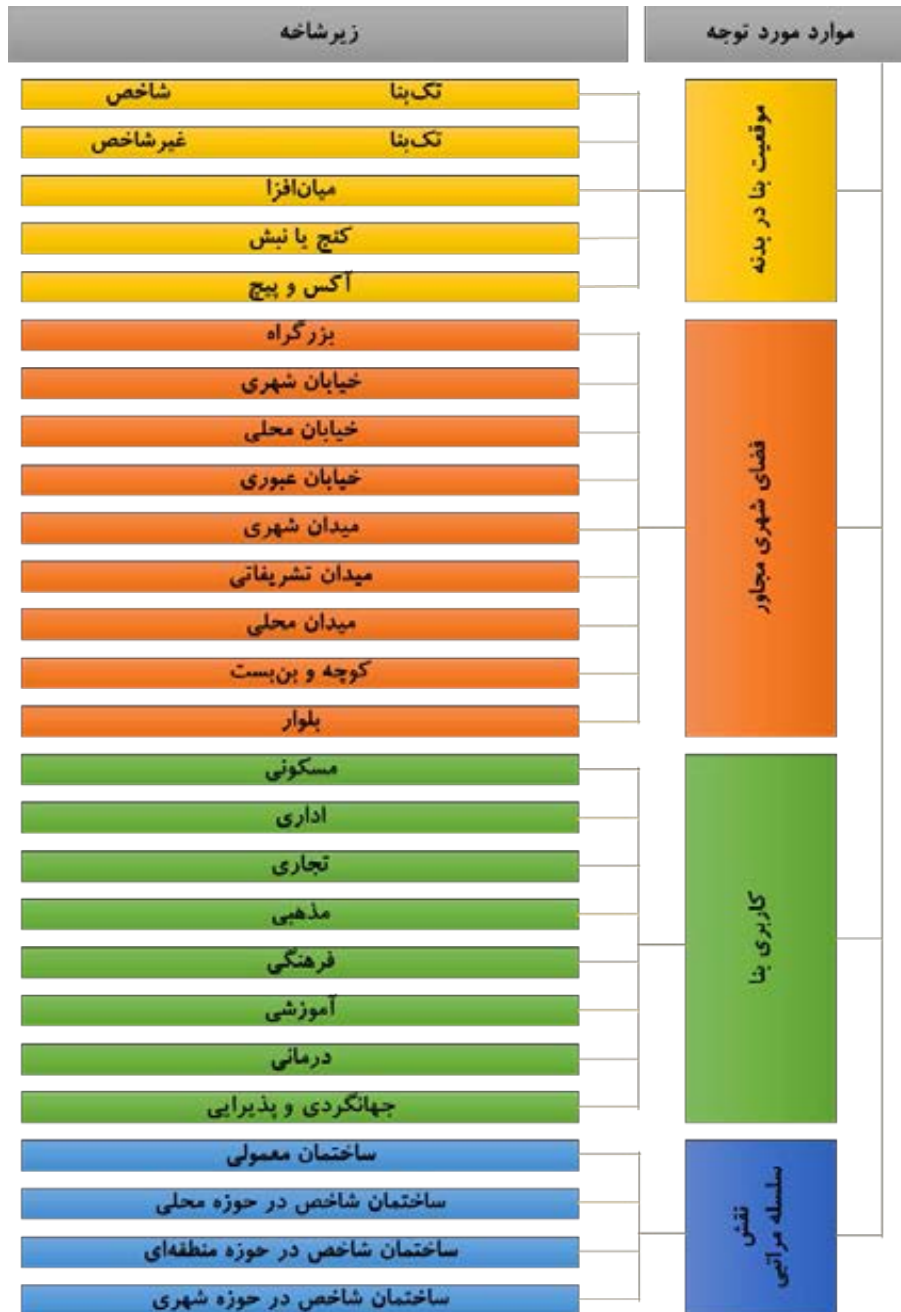 موارد مورد توجه
زیرشاخه
موقعیت بنا در بدنه
تک‌بنا شاخص
تک‌بنا غیرشاخص
میان‌افزا
کنج یا نبش
آکس و پیچ
فضای شهری مجاور
بزرگراه
خیابان شهری
خیابان محلی
خیابان عبوری
میدان شهری
میدان تشریفاتی
میدان محلی
کوچه و بن‌بست
بلوار
کاربری بنا
مسکونی
اداری
تجاری
مذهبی
فرهنگی
آموزشی
درمانی
جهانگردی و پذیرایی
نقش
سلسله مراتبی
ساختمان معمولی
ساختمان شاخص در حوزه محلی
ساختمان شاخص در حوزه منطقه‌ای
ساختمان شاخص در حوزه شهری